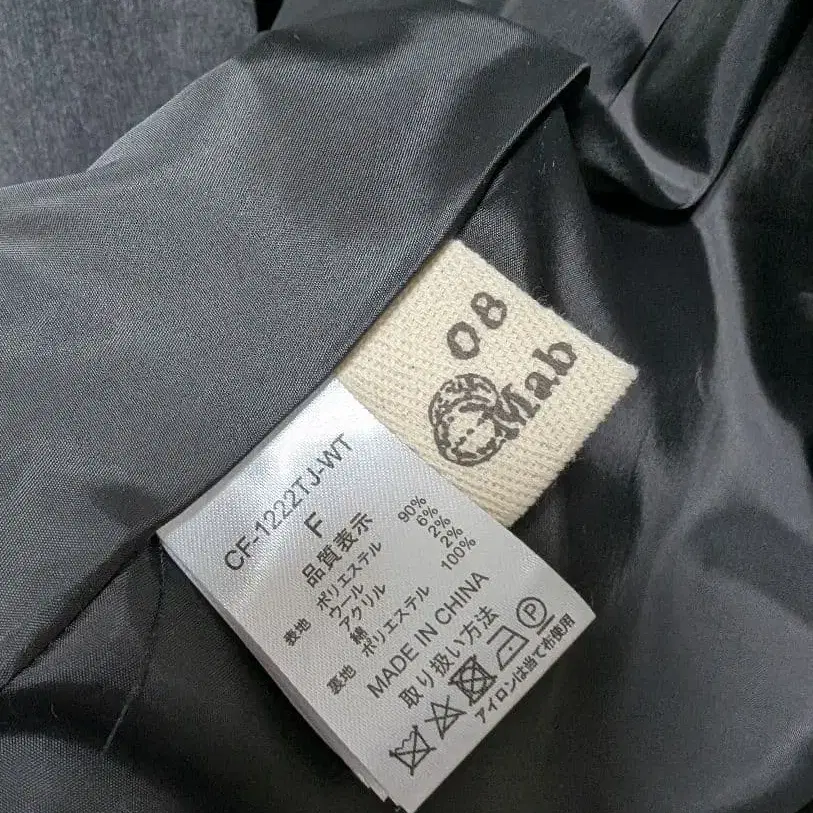 08
Mab
CF-1222TJ-WT
F
品質表示
表地 ポリエステル 90%
ウール 6%
アクリル 2%
綿 2%
裏地 ポリエステル 100%
MADE IN CHINA
取り扱い方法
P
アイロンは当て布使用